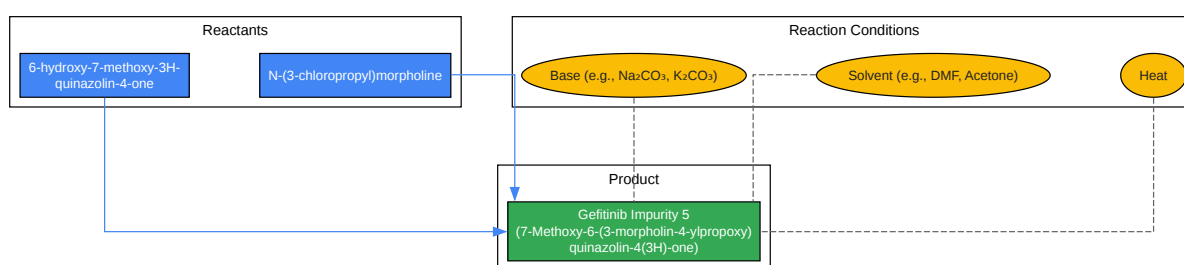 Reactants
Reaction Conditions
6-hydroxy-7-methoxy-3H-
quinazolin-4-one
N-(3-chloropropyl)morpholine
Base (e.g., Na₂CO₃, K₂CO₃)
Solvent (e.g., DMF, Acetone)
Heat
Product
Gefitinib Impurity 5
(7-Methoxy-6-(3-morpholin-4-ylpropoxy)
quinazolin-4(3H)-one)